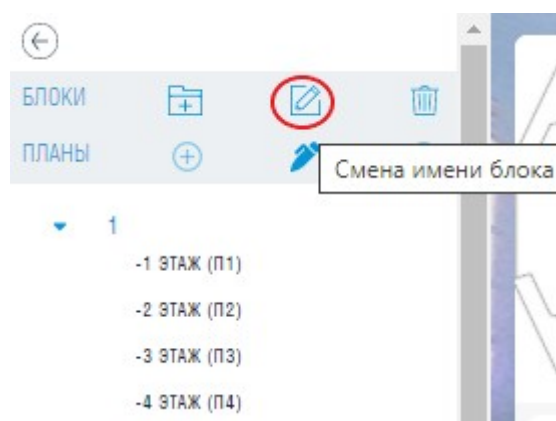 БЛОКИ
ПЛАНЫ
Смена имени блока
1
-1 ЭТАЖ (П1)
-2 ЭТАЖ (П2)
-3 ЭТАЖ (П3)
-4 ЭТАЖ (П4)